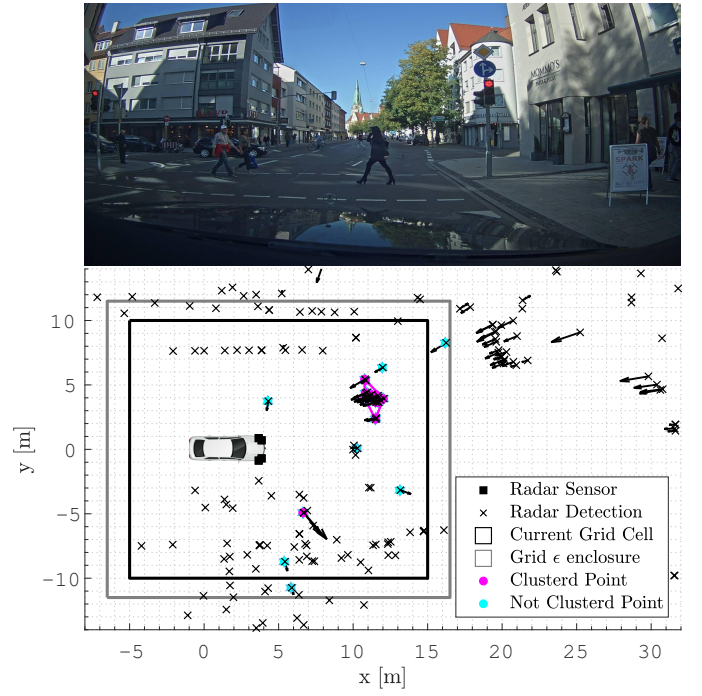 MOMMO'S
SPARK
10
5
0
−5
−10
y [m]
Radar Sensor
Radar Detection
Current Grid Cell
Grid ϵ enclosure
Clusterd Point
Not Clusterd Point
−5 0 5 10 15 20 25 30
x [m]